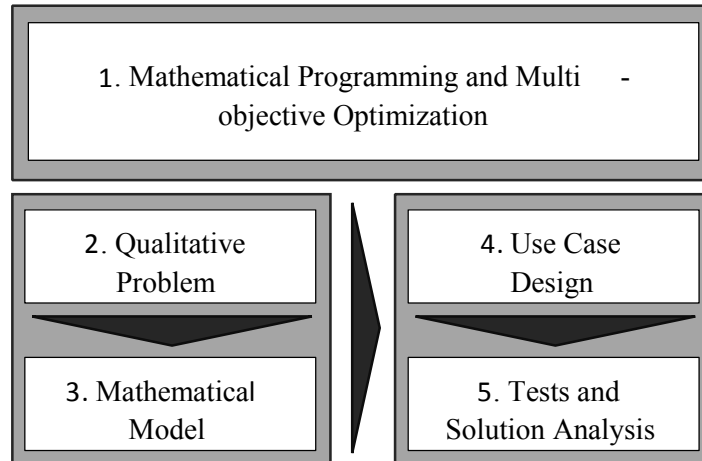 1. Mathematical Programming and Multi -
objective Optimization
2. Qualitative
Problem
3. Mathematical
Model
4. Use Case
Design
5. Tests and
Solution Analysis